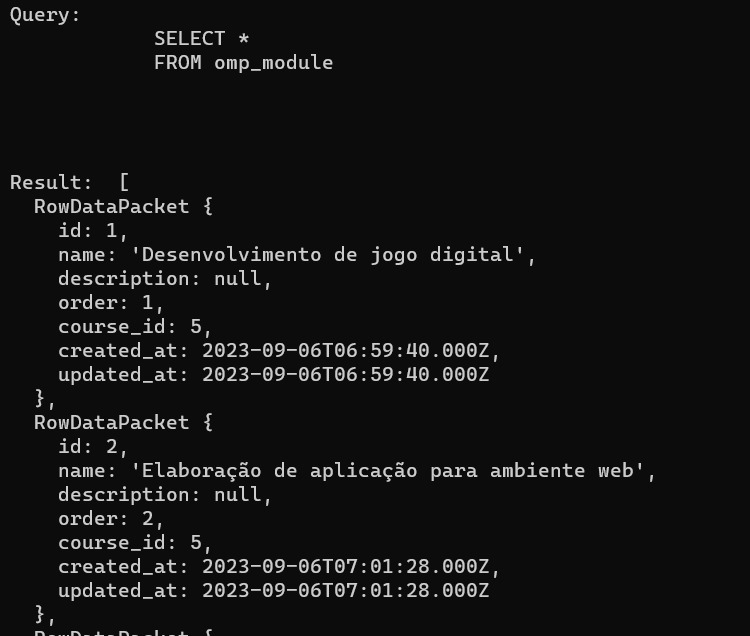 Query:
SELECT *
FROM omp_module
Result:  [
RowDataPacket {
id: 1,
name: 'Desenvolvimento de jogo digital',
description: null,
order: 1,
course_id: 5,
created_at: 2023-09-06T06:59:40.000Z,
updated_at: 2023-09-06T06:59:40.000Z
},
RowDataPacket {
id: 2,
name: 'Elaboração de aplicação para ambiente web',
description: null,
order: 2,
course_id: 5,
created_at: 2023-09-06T07:01:28.000Z,
updated_at: 2023-09-06T07:01:28.000Z
},
RowDataPacket {